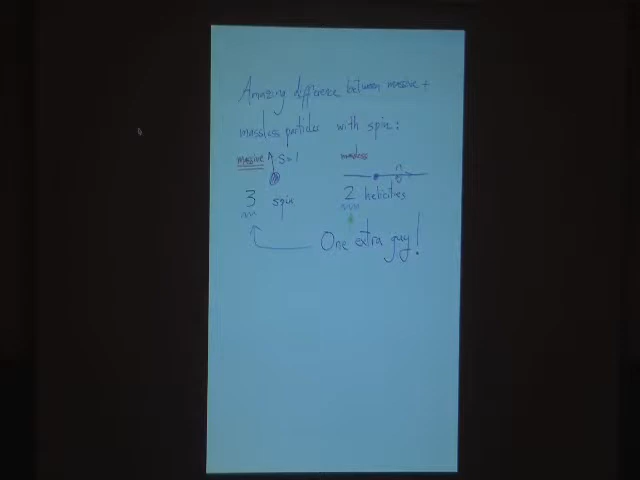 Amazing difference between massive +
massless particles with spin:
massive S=1 massless
3 spin 2 helicities
One extra guy!